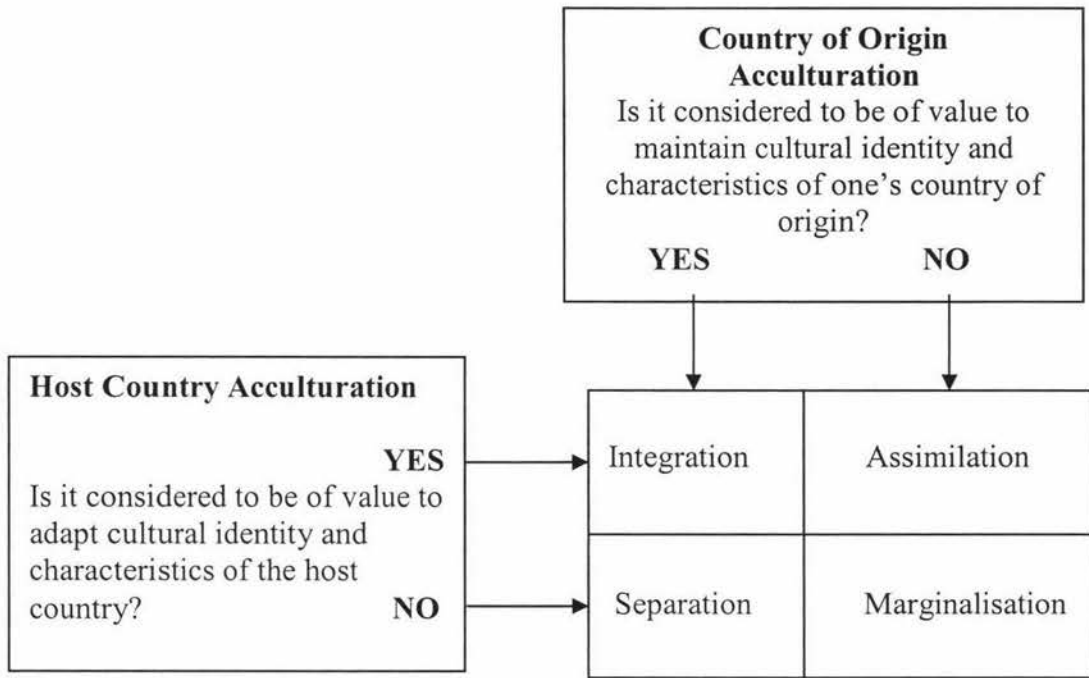 Country of Origin
Acculturation
Is it considered to be of value to
maintain cultural identity and
characteristics of one's country of
origin?
YES NO
Host Country Acculturation
YES
Is it considered to be of value to
adapt cultural identity and
characteristics of the host
country? NO
Integration Assimilation
Separation Marginalisation